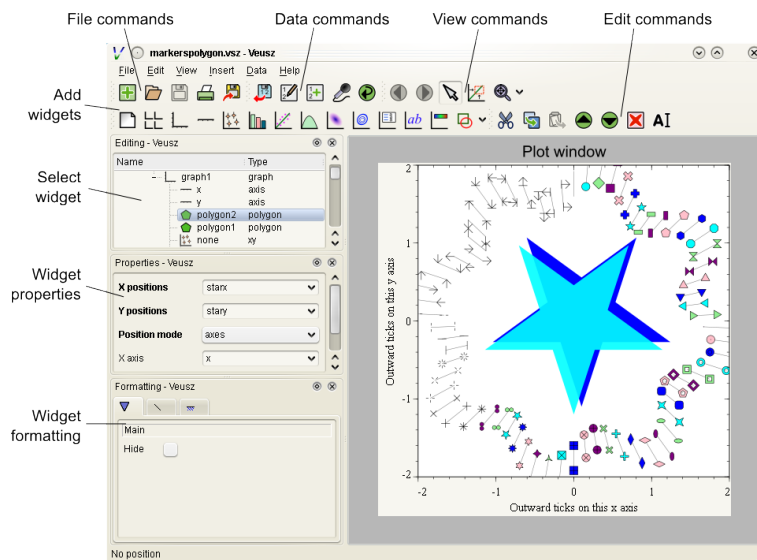 File commands
Data commands
View commands
Edit commands
markerspolygon.vsz - Veusz
File Edit View Insert Data Help
Add
widgets
ab
A
Editing - Veusz
Name Type
graph1 graph
x axis
y axis
polygon2 polygon
polygon1 polygon
none xy
Select
widget
Properties - Veusz
X positions starx
Y positions stary
Position mode axes
X axis x
Widget
properties
Formatting - Veusz
Main
Hide
Widget
formatting
No position
Plot window
2
1
0
-1
-2
Outward ticks on this y axis
-2 -1 0 1 2
Outward ticks on this x axis